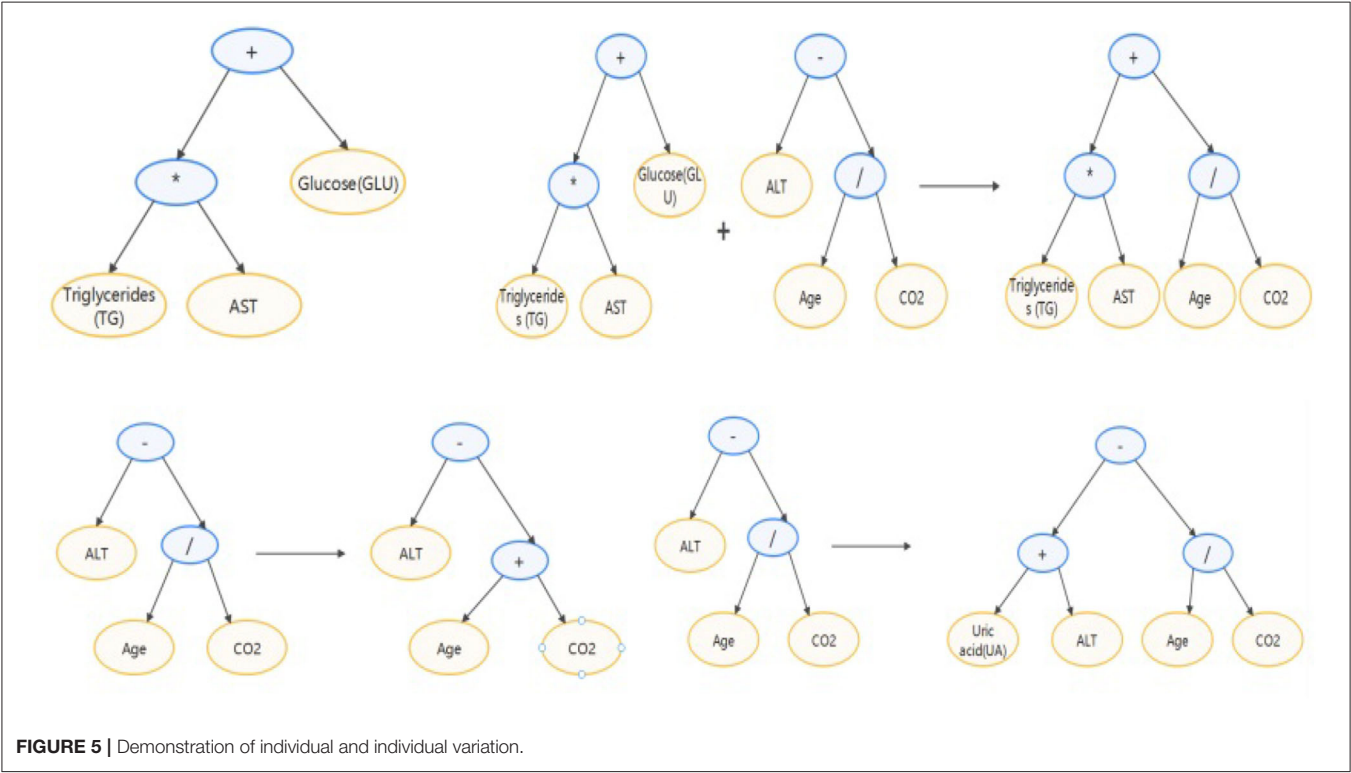 +
*
Glucose(GLU)
Triglycerides
(TG)
AST
+
*
Glucose(GL
U)
Triglyceride
s (TG)
AST
+
-
ALT
/
Age
CO2
+
*
/
Triglyceride
s (TG)
AST
Age
CO2
-
ALT
/
Age
CO2
-
ALT
+
Age
CO2
-
ALT
/
Age
CO2
-
+
/
Uric
acid(UA)
ALT
Age
CO2
FIGURE 5 | Demonstration of individual and individual variation.